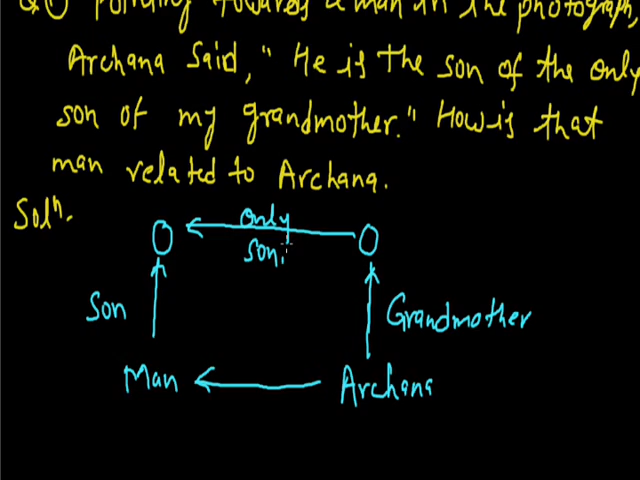 Q① Pointing towards a man in the photograph,
Archana Said, " He is the son of the only
son of my grandmother." How is that
man related to Archana.
Solⁿ.
only
son.
Son
Grandmother
Man
Archana